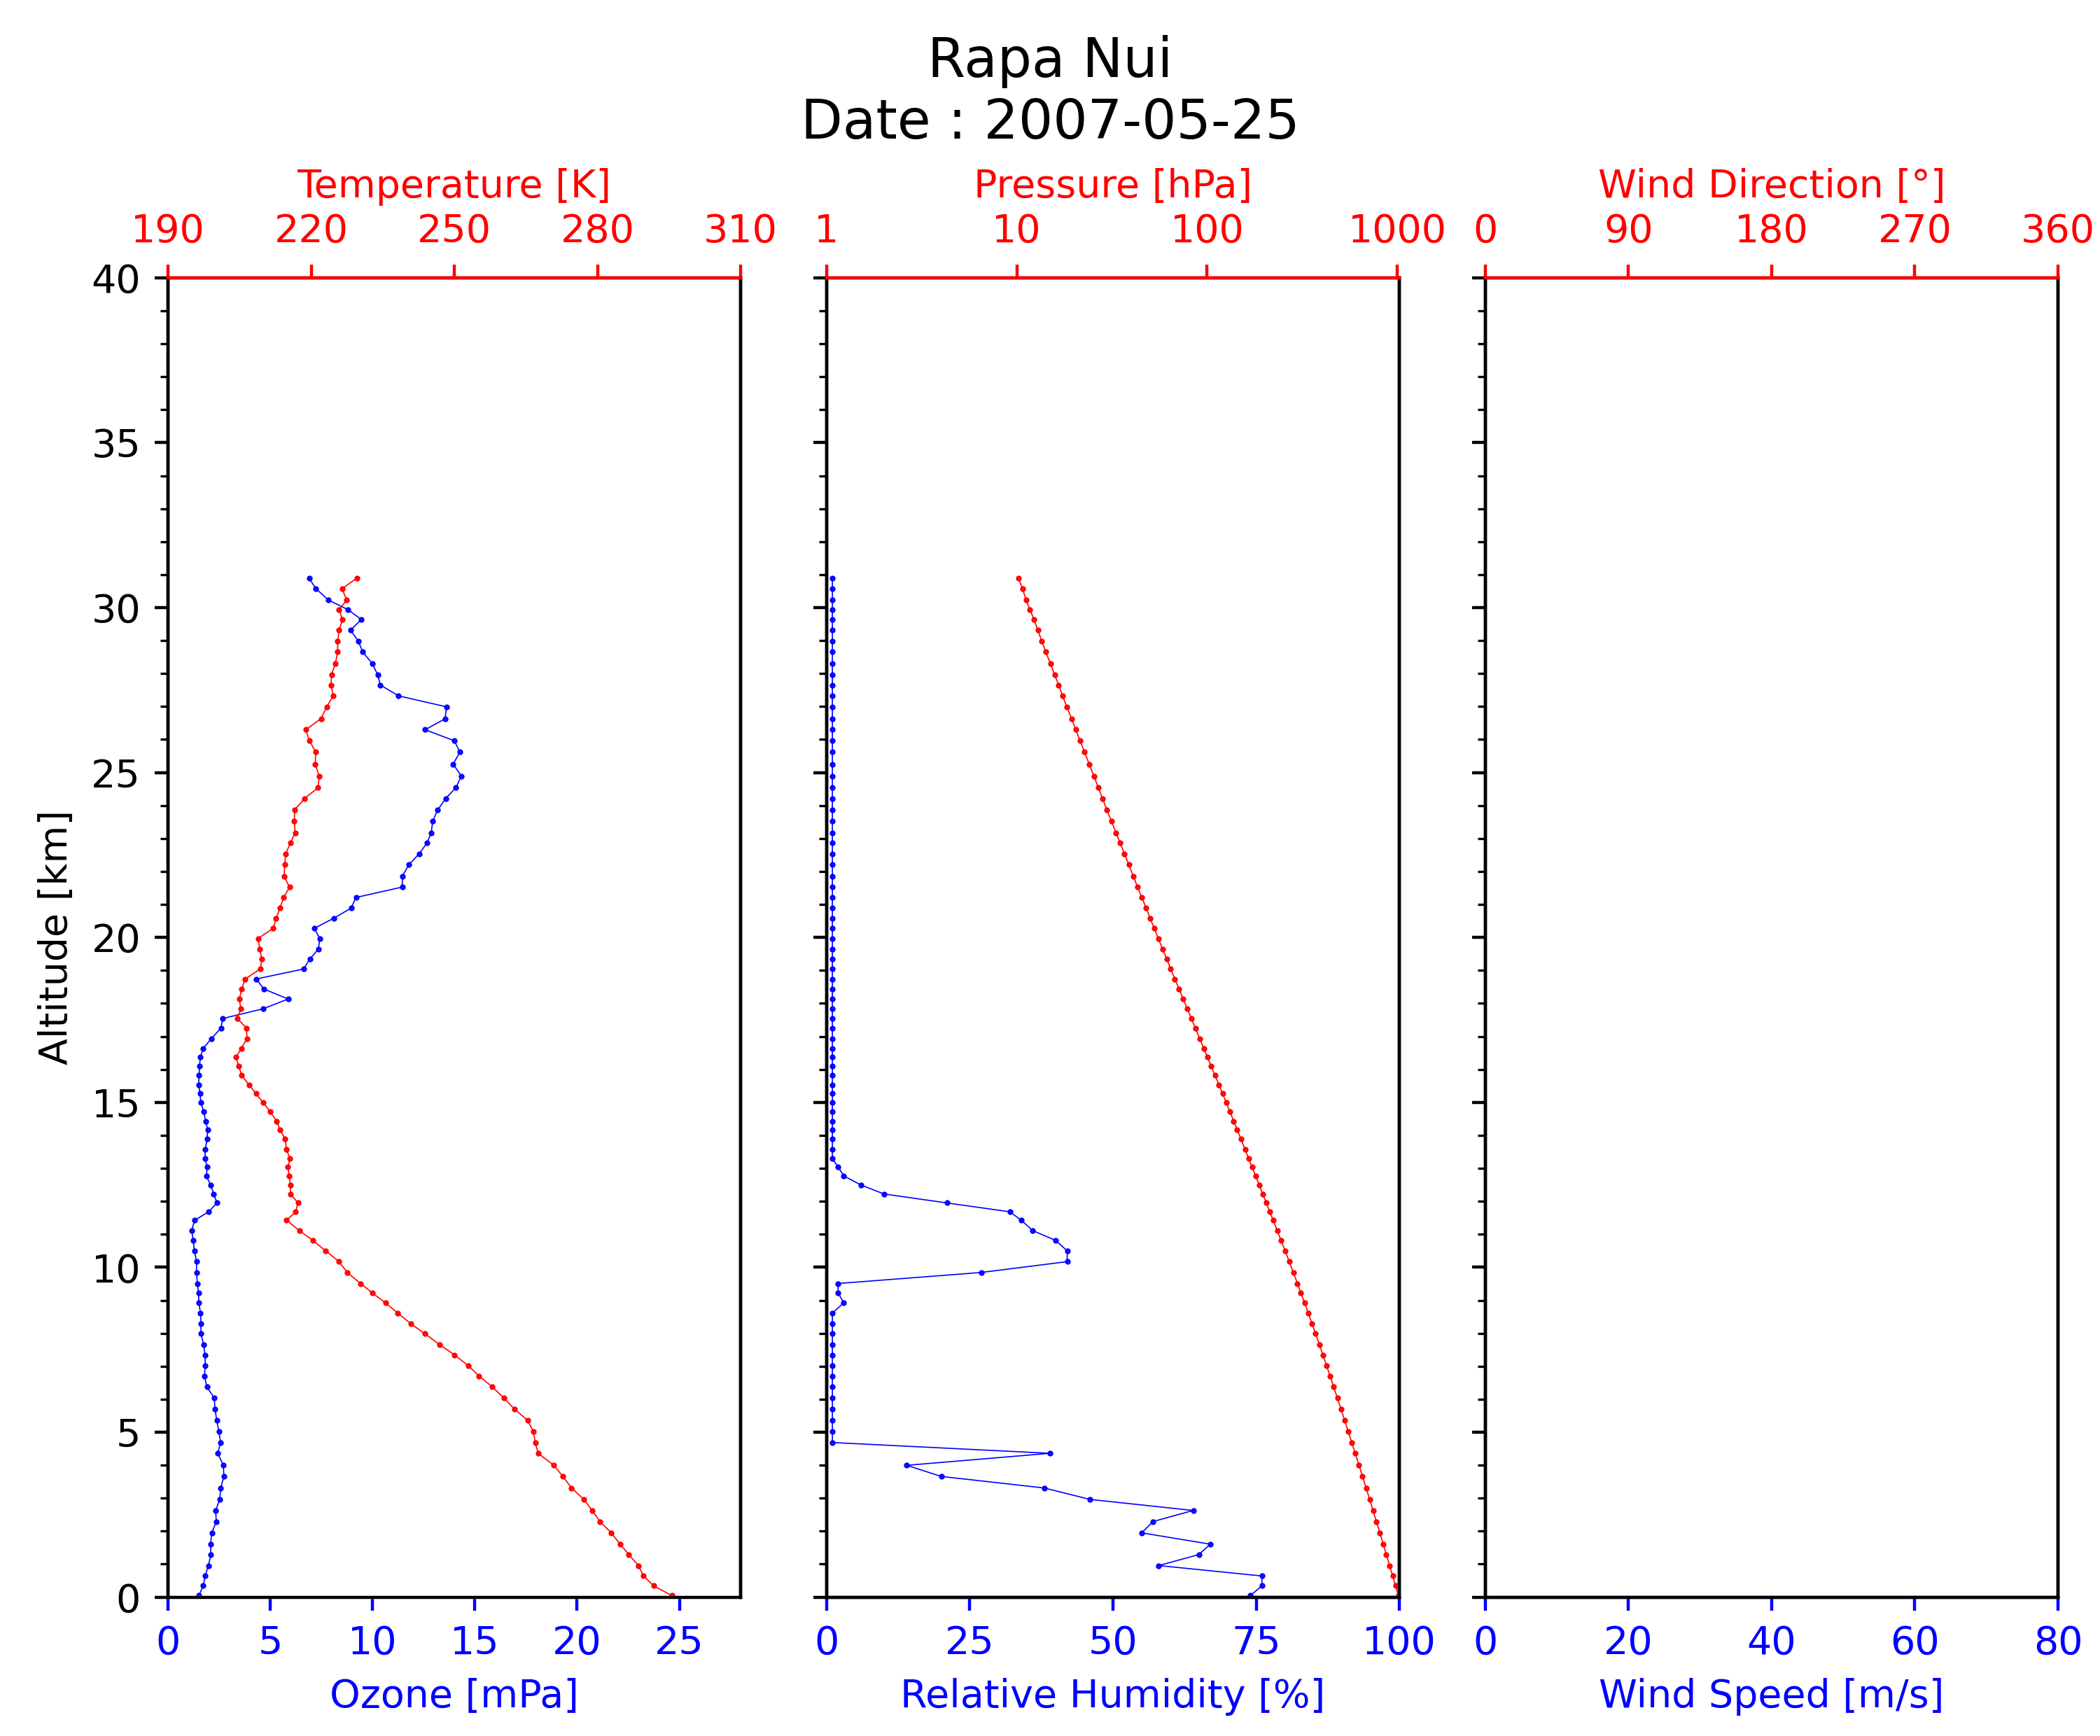 Rapa Nui
Date : 2007-05-25
Temperature [K]
190 220 250 280 310
Pressure [hPa]
1 10 100 1000
Wind Direction [°]
0 90 180 270 360
Altitude [km]
40
35
30
25
20
15
10
5
0
0 5 10 15 20 25
Ozone [mPa]
0 25 50 75 100
Relative Humidity [%]
0 20 40 60 80
Wind Speed [m/s]